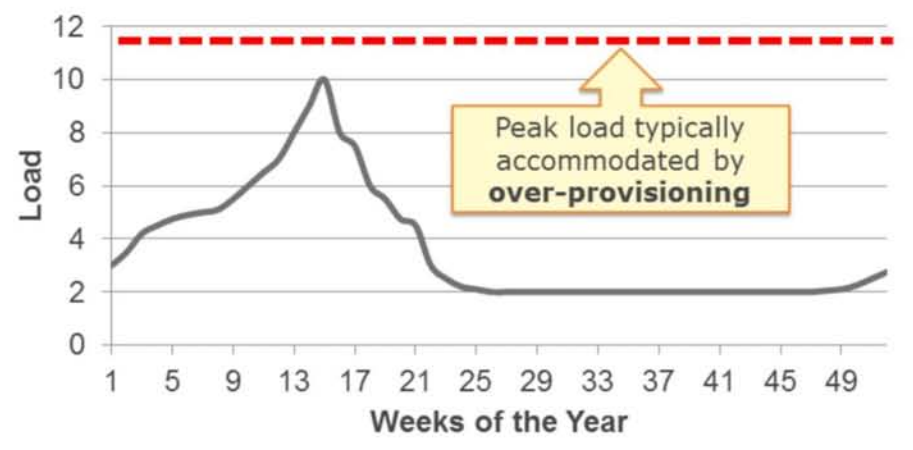 12
10
8
6
4
2
0
Load
Peak load typically
accommodated by
over-provisioning
1 5 9 13 17 21 25 29 33 37 41 45 49
Weeks of the Year